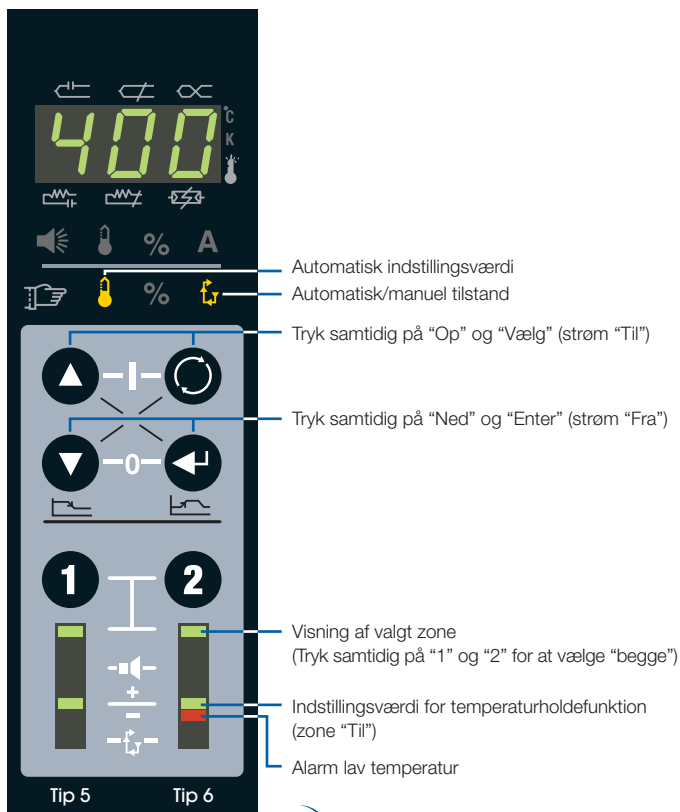 400
°C
K
% A
Automatisk indstillingsværdi
%
Automatisk/manuel tilstand
Tryk samtidig på “Op” og “Vælg” (strøm “Til”)
Tryk samtidig på “Ned” og “Enter” (strøm “Fra”)
0
1 2
Visning af valgt zone
(Tryk samtidig på “1” og “2” for at vælge “begge”)
+
−
Indstillingsværdi for temperaturholdefunktion
(zone “Til”)
Alarm lav temperatur
Tip 5 Tip 6